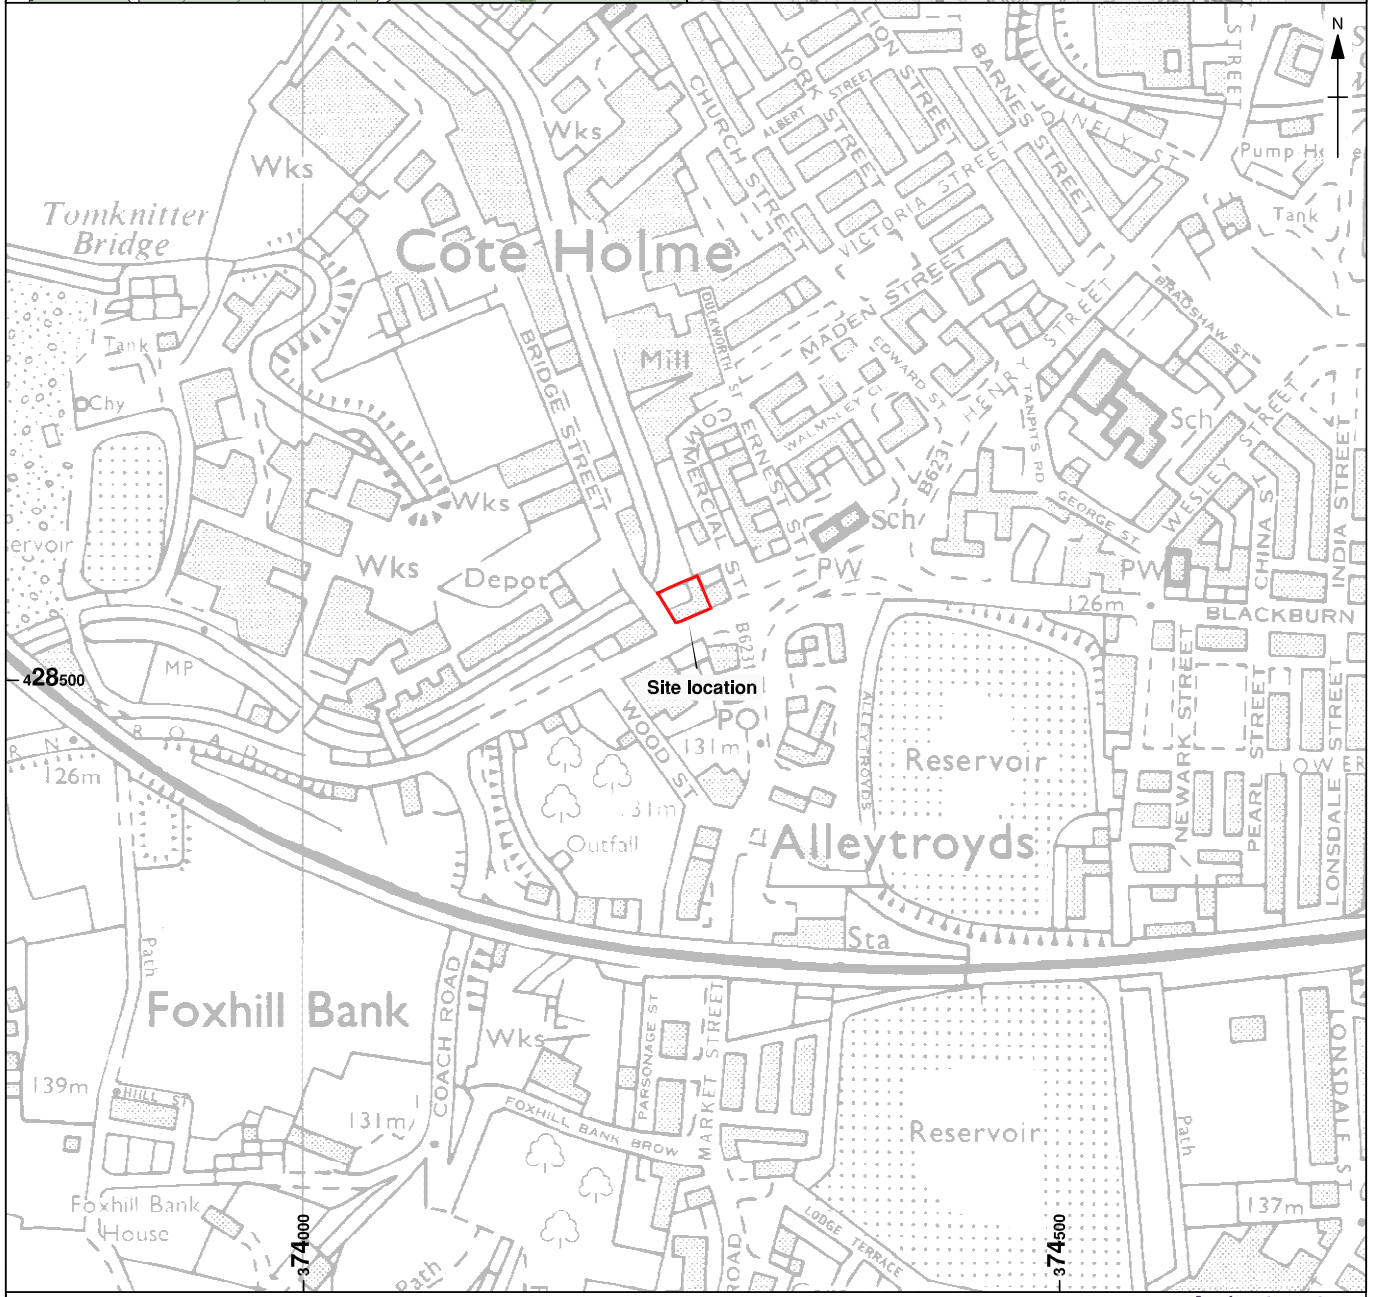 N
STREET
LION STREET
YORK STREET
BARNES STREET
CHURCH STREET
ALBERT STREET
DINELY ST
Wks
Wks
Pump
Tank
VICTORIA STREET
Tomknitter
Bridge
Cote Holme
MADEN STREET
BRADSHAW ST
DUCKWORTH ST
STREET
HENRY
EDWARD ST
BRIDGE STREET
Mill
Tank
Chy
WALMSLEY CL
TANPITS RD
Sch
COMMERCIAL ST
ERNEST ST
B6231
WESLEY STREET
INDIA STREET
CHINA ST
GEORGE ST
Wks
Sch
servoir
Wks
Depot
PW
PW
126m
BLACKBURN
B6231
MP
428500
Site location
WOOD ST
PO
131m
ALLEYTROYDS
NEWARK STREET
PEARL STREET
LONSDALE STREET
R N
ROAD
126m
Reservoir
OWER
131m
Outfall
Alleytroyds
Sta
Path
Foxhill Bank
COACH ROAD
Wks
PARSONAGE ST
MARKET STREET
LONSDALE ST
139m
HILL ST
131m
FOXHILL BANK BROW
Reservoir
Path
Foxhill Bank
House
137m
LODGE TERRACE
ROAD
374000
374500
Path